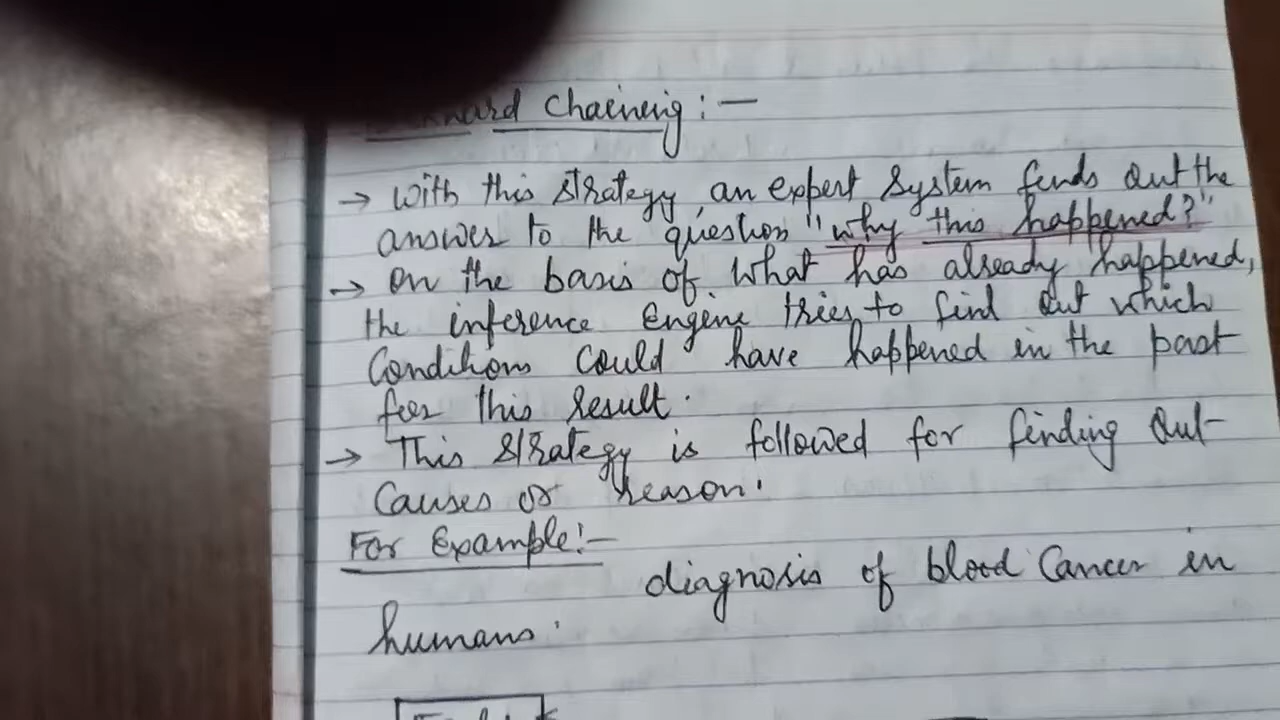 Chaineing : —
→ With this strategy, an expert system finds out the
answer to the question "why this happened?"
→ On the basis of what has already happened,
the inference Engine tries to find out which
Conditions Could have happened in the past
for this result.
→ This strategy is followed for finding out
Causes or reason.
For Example:-
diagnosis of blood Cancer in
humans.